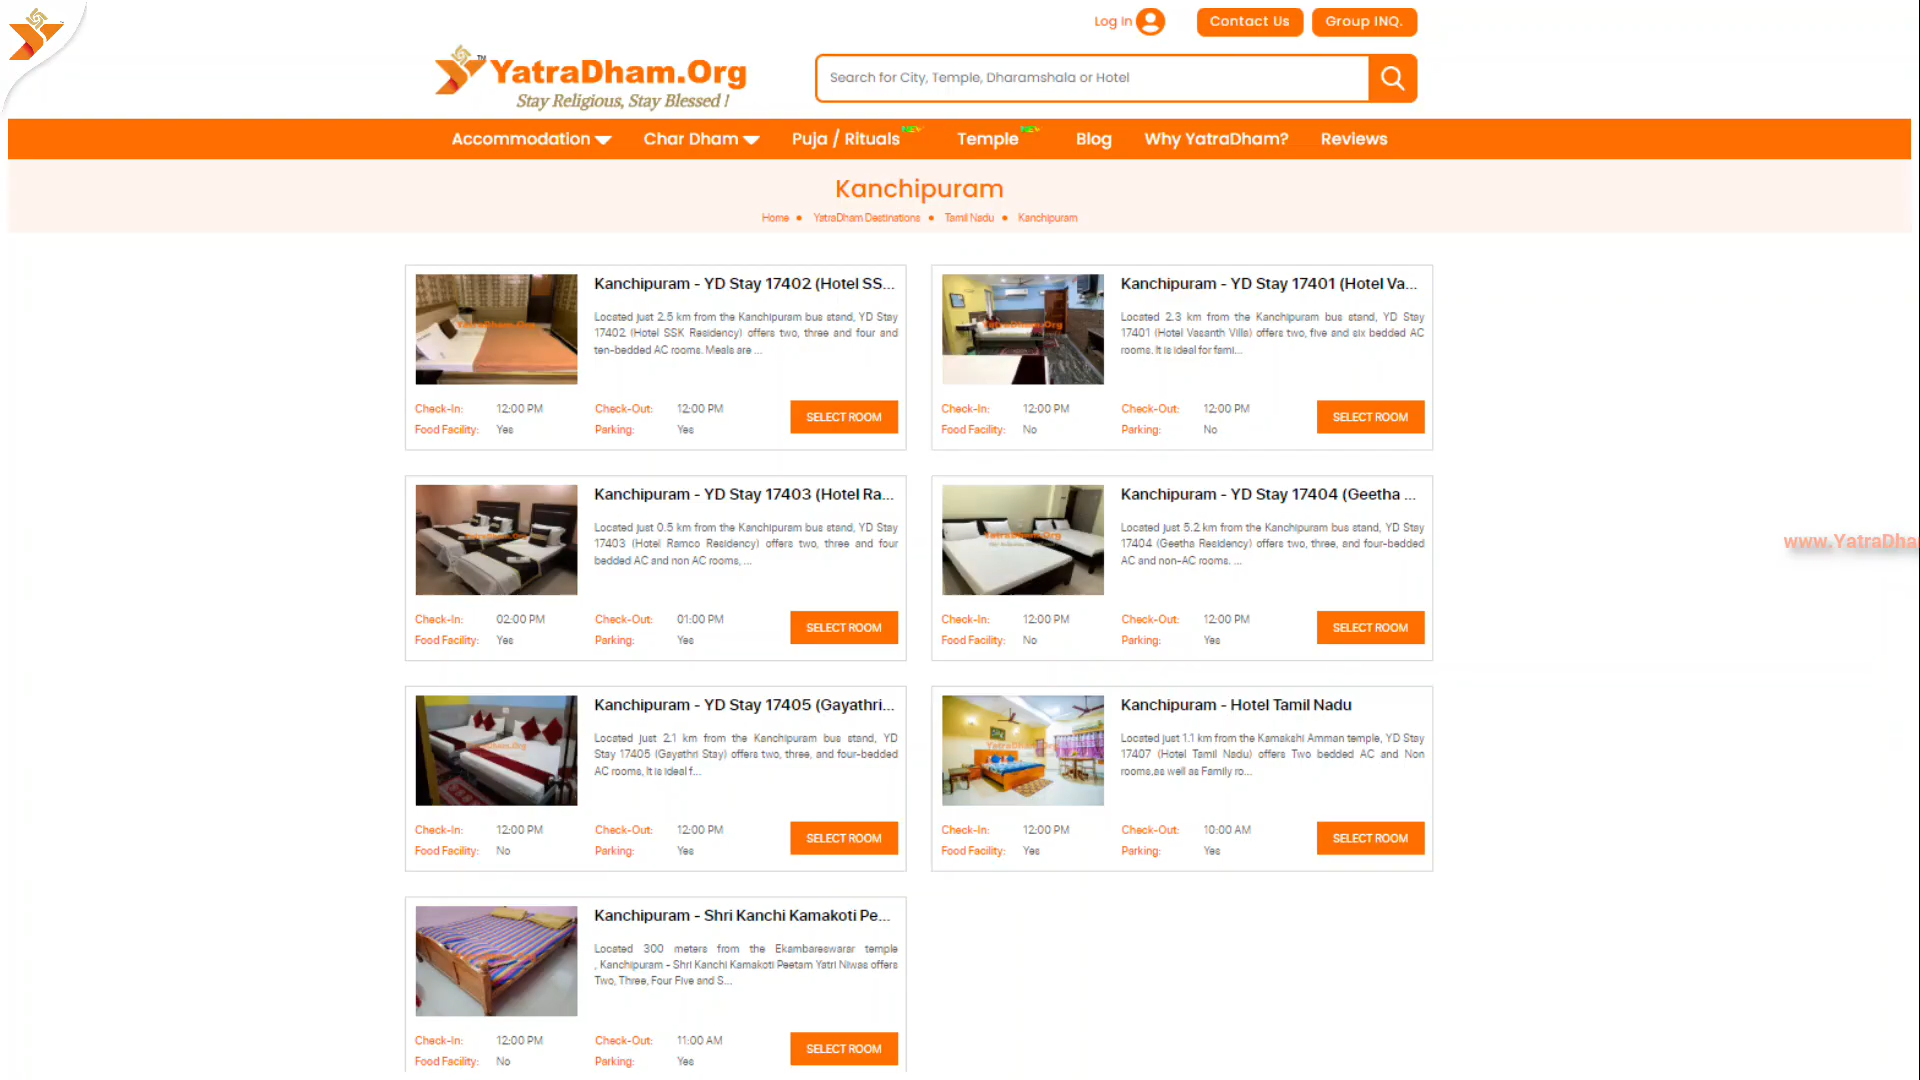 Log In
Contact Us
Group INQ.
YatraDham.Org
TM
Stay Religious, Stay Blessed !
Search for City, Temple, Dharamshala or Hotel
Accommodation
Char Dham
Puja / Rituals
NEW
Temple
NEW
Blog
Why YatraDham?
Reviews
Kanchipuram
Home • YatraDham Destinations • Tamil Nadu • Kanchipuram
Kanchipuram - YD Stay 17402 (Hotel SS...
Located just 2.5 km from the Kanchipuram bus stand, YD Stay
17402 (Hotel SSK Residency) offers two, three and four and
ten-bedded AC rooms. Meals are ...
Check-In: 12:00 PM Check-Out: 12:00 PM
Food Facility: Yes Parking: Yes
SELECT ROOM
Kanchipuram - YD Stay 17401 (Hotel Va...
Located 2.3 km from the Kanchipuram bus stand, YD Stay
17401 (Hotel Vasanth Villa) offers two, five and six bedded AC
rooms. It is ideal for fami...
Check-In: 12:00 PM Check-Out: 12:00 PM
Food Facility: No Parking: No
SELECT ROOM
Kanchipuram - YD Stay 17403 (Hotel Ra...
Located just 0.5 km from the Kanchipuram bus stand, YD Stay
17403 (Hotel Ramco Residency) offers two, three and four
bedded AC and non AC rooms, ...
Check-In: 02:00 PM Check-Out: 01:00 PM
Food Facility: Yes Parking: Yes
SELECT ROOM
Kanchipuram - YD Stay 17404 (Geetha ...
Located just 5.2 km from the Kanchipuram bus stand, YD Stay
17404 (Geetha Residency) offers two, three, and four-bedded
AC and non-AC rooms. ...
Check-In: 12:00 PM Check-Out: 12:00 PM
Food Facility: No Parking: Yes
SELECT ROOM
www.YatraDha
Kanchipuram - YD Stay 17405 (Gayathri...
Located just 2.1 km from the Kanchipuram bus stand, YD
Stay 17405 (Gayathri Stay) offers two, three, and four-bedded
AC rooms, It is ideal f...
Check-In: 12:00 PM Check-Out: 12:00 PM
Food Facility: No Parking: Yes
SELECT ROOM
Kanchipuram - Hotel Tamil Nadu
Located just 1.1 km from the Kamakshi Amman temple, YD Stay
17407 (Hotel Tamil Nadu) offers Two bedded AC and Non
rooms,as well as Family ro...
Check-In: 12:00 PM Check-Out: 10:00 AM
Food Facility: Yes Parking: Yes
SELECT ROOM
Kanchipuram - Shri Kanchi Kamakoti Pe...
Located 300 meters from the Ekambareswarar temple
, Kanchipuram - Shri Kanchi Kamakoti Peetam Yatri Niwas offers
Two, Three, Four Five and S...
Check-In: 12:00 PM Check-Out: 11:00 AM
Food Facility: No Parking: Yes
SELECT ROOM